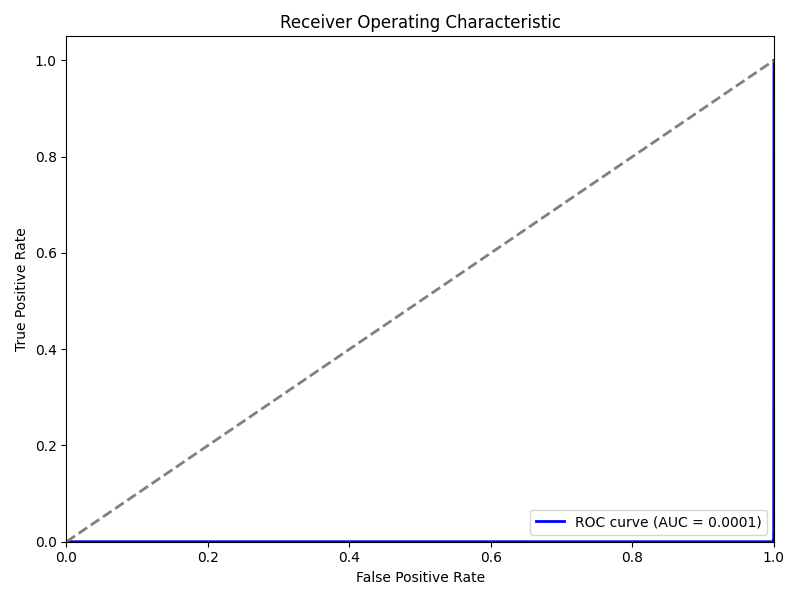 Receiver Operating Characteristic
True Positive Rate
1.0
0.8
0.6
0.4
0.2
0.0
0.0 0.2 0.4 0.6 0.8 1.0
False Positive Rate
ROC curve (AUC = 0.0001)